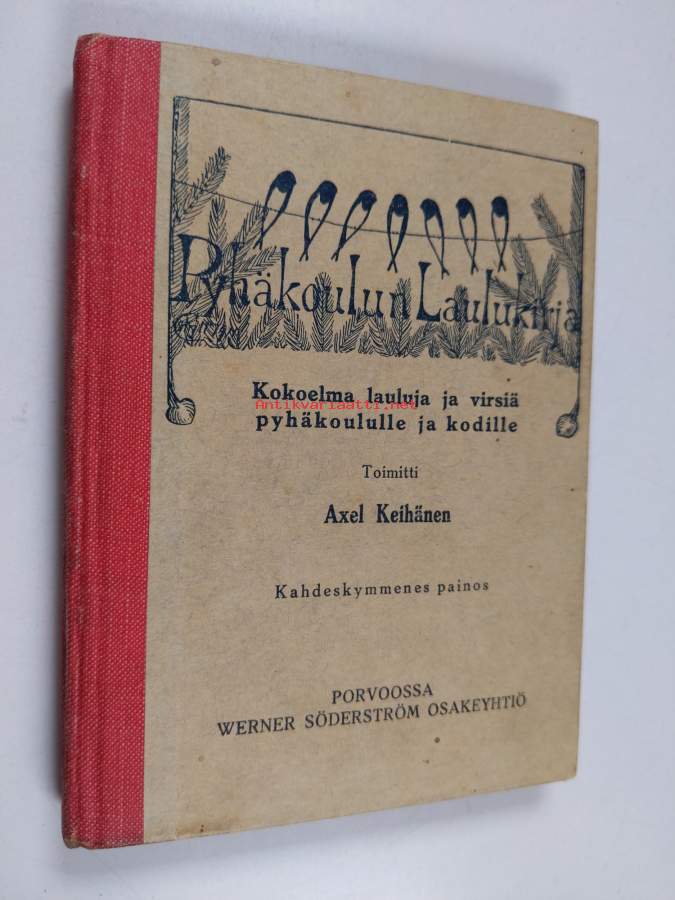 Pyhäkoulun Laulukirja
Kokoelma lauluja ja virsiä
Antikvariaatti.net
pyhäkoululle ja kodille
Toimitti
Axel Keihänen
Kahdeskymmenes painos
PORVOOSSA
WERNER SÖDERSTRÖM OSAKEYHTIÖ